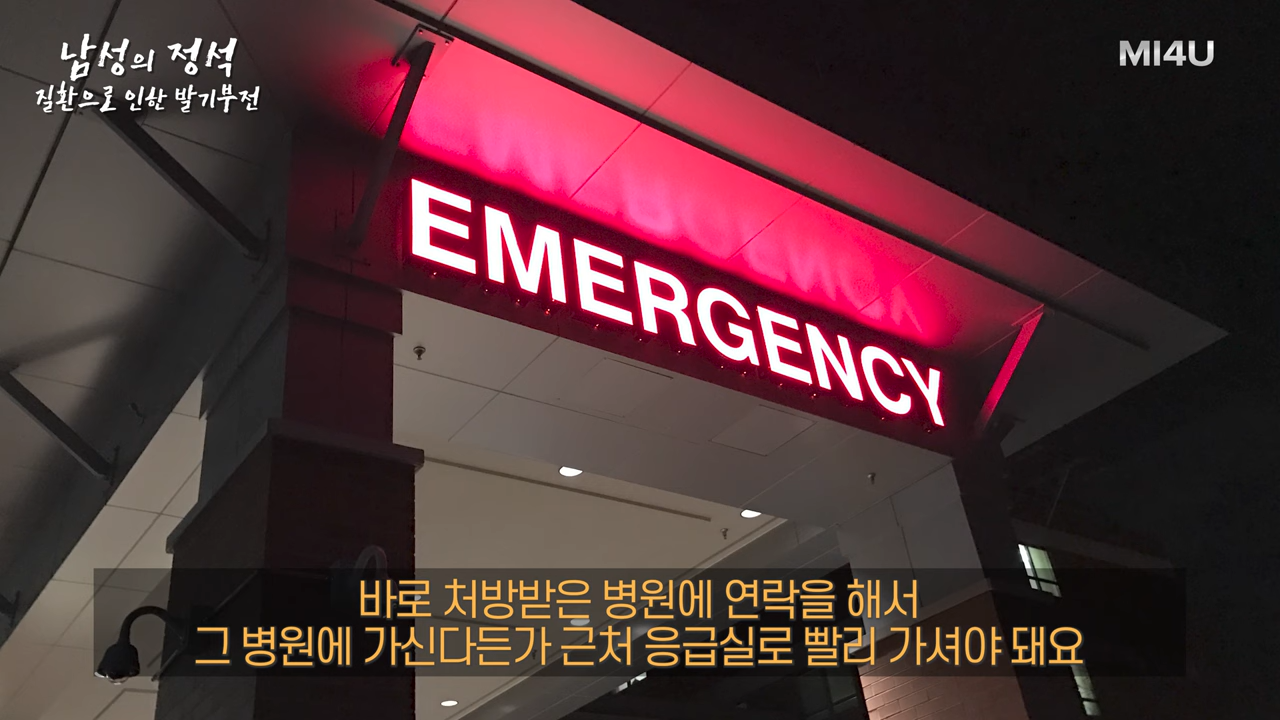 남성의 정석
질환으로 인한 발기부전
MI4U
EMERGENCY
바로 처방받은 병원에 연락을 해서
그 병원에 가신다든가 근처 응급실로 빨리 가셔야 돼요